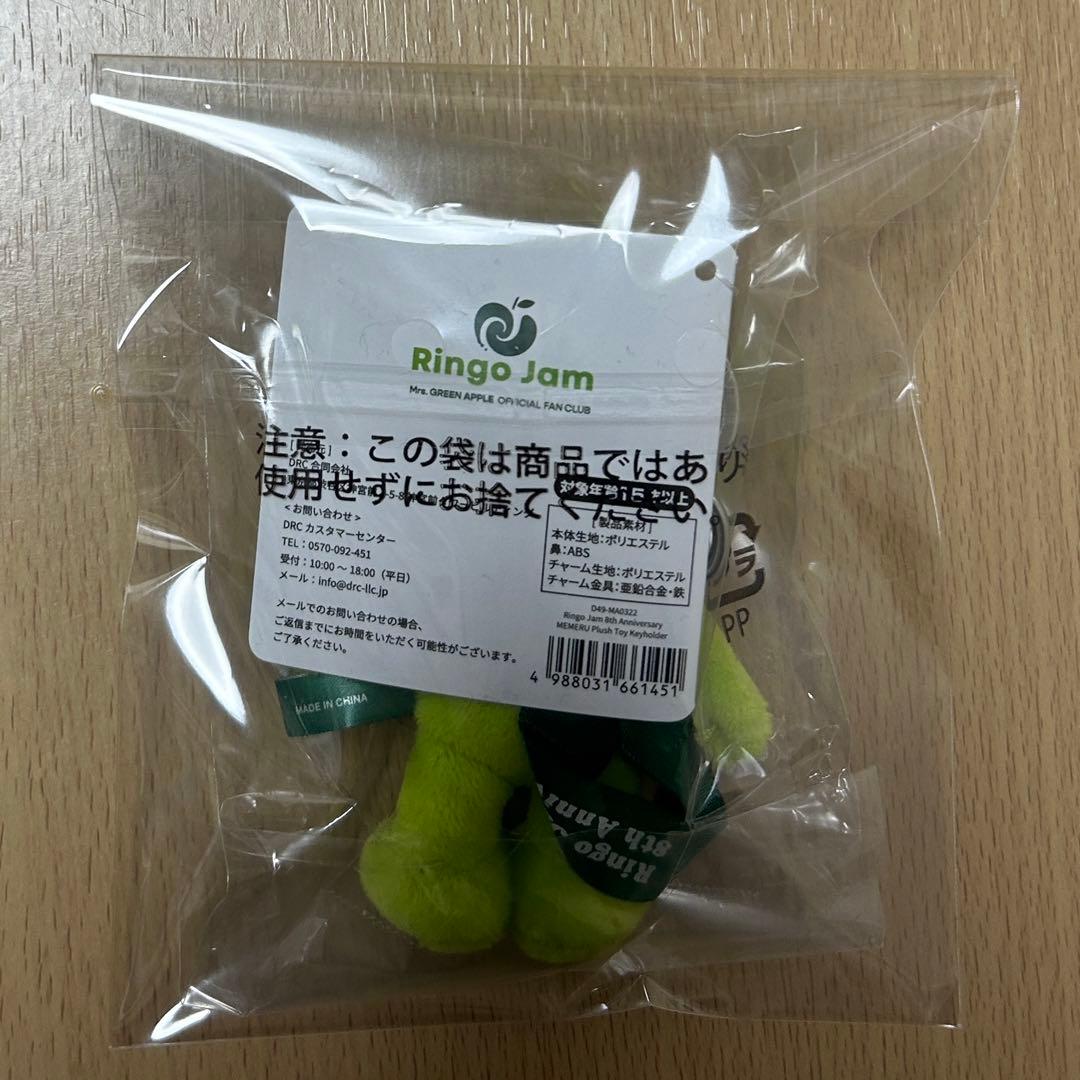 Ringo Jam
Mrs. GREEN APPLE OFFICIAL FAN CLUB
注意：この袋は商品ではあり
使用せずにお捨てください
DRC 合同会社
対象年齢15才以上
<お問い合わせ>
DRC カスタマーセンター
TEL：0570-092-451
受付：10:00 〜 18:00（平日）
メール：info@drc-llc.jp
メールでのお問い合わせの場合、
ご返信までにお時間をいただく可能性がございます。
ご了承ください。
[製品素材]
本体生地：ポリエステル
鼻：ABS
チャーム生地：ポリエステル
チャーム金具：亜鉛合金・鉄
D49-MA0322
Ringo Jam 8th Anniversary
MEMERU Plush Toy Keyholder
4 988031 661451
プラ
PP
MADE IN CHINA
Ringo
8th Anni